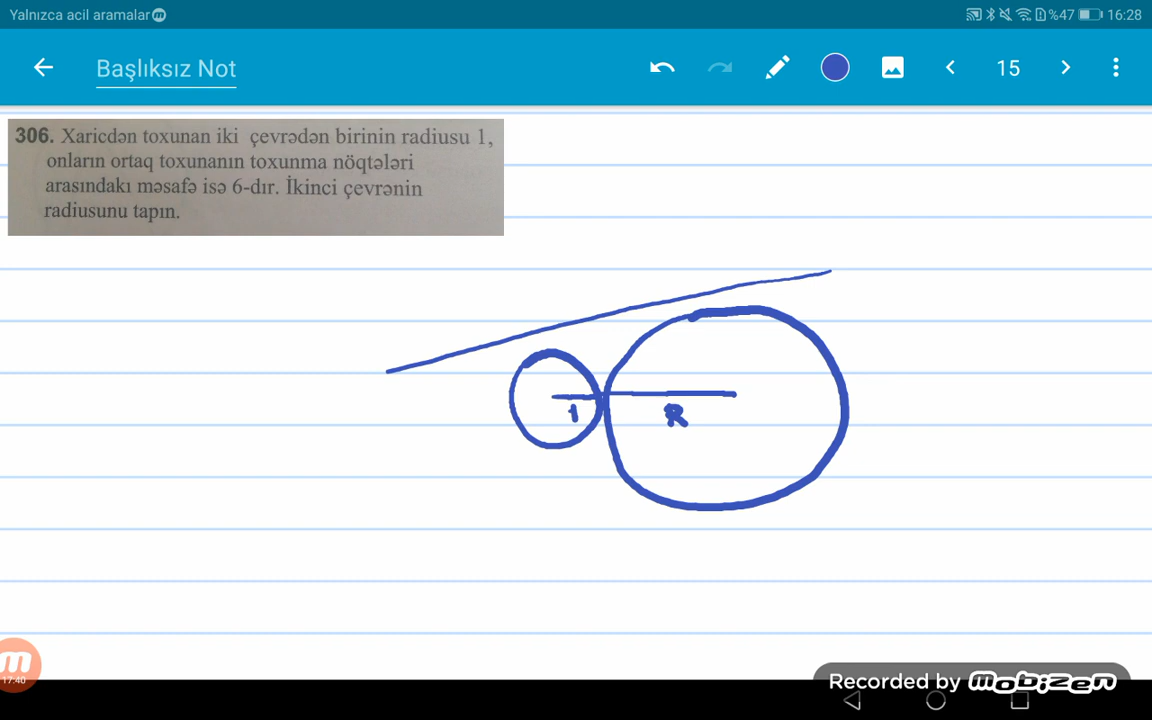 Yalnızca acil aramalar
%47 16:28
Başlıksız Not
15
306. Xaricdən toxunan iki çevrədən birinin radiusu 1,
onların ortaq toxunanın toxunma nöqtələri
arasındakı məsafə isə 6-dır. İkinci çevrənin
radiusunu tapın.
1 R
17:40
Recorded by mobizen